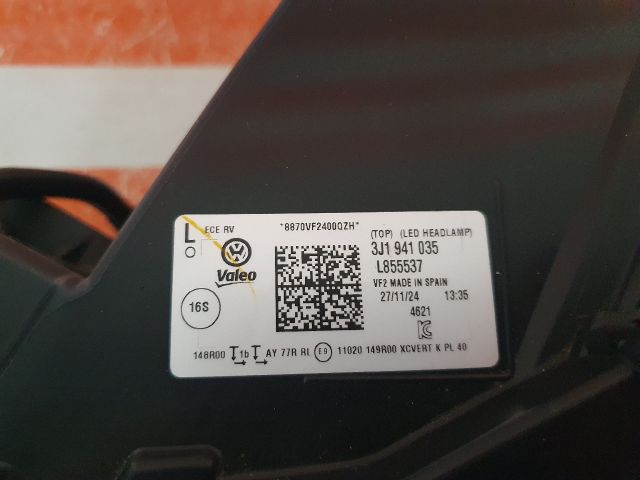 L ECE RV
*8870VF2400QZH*
(TOP) (LED HEADLAMP)
3J1 941 035
L855537
VF2 MADE IN SPAIN
27/11/24 13:35
4621
Valeo
16S
148R00 1b AY 77R RL E9 11020 149R00 XCVERT K PL 40